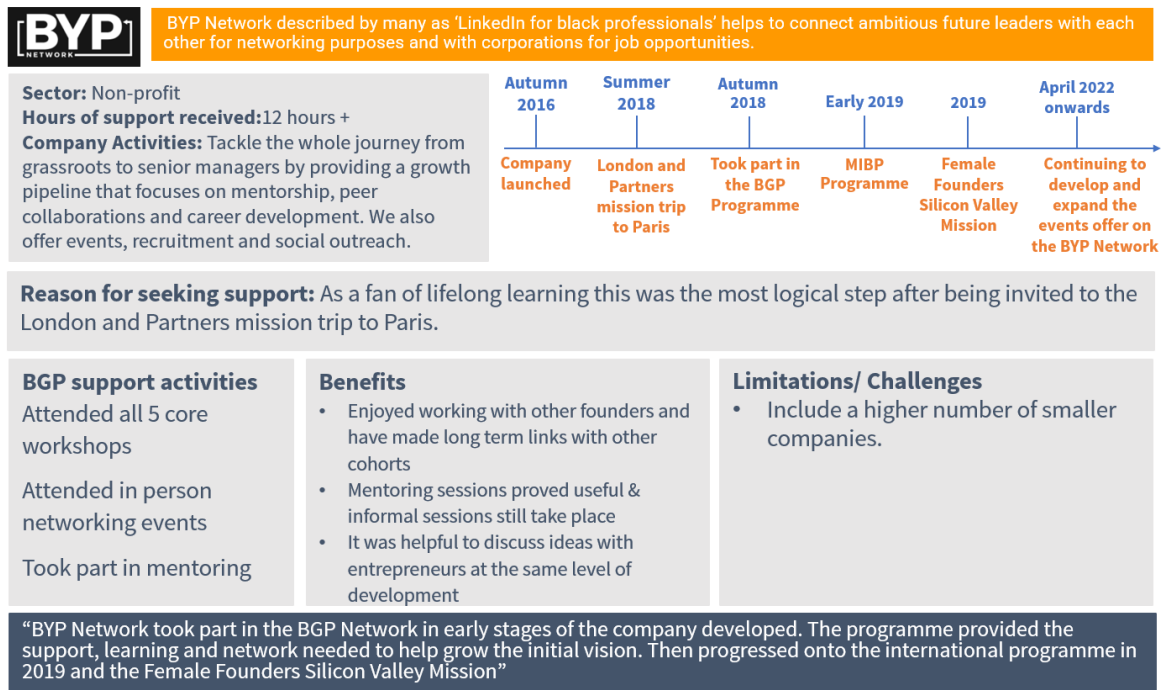 BYP
NETWORK
BYP Network described by many as ‘LinkedIn for black professionals’ helps to connect ambitious future leaders with each
other for networking purposes and with corporations for job opportunities.
Sector: Non-profit
Hours of support received:12 hours +
Company Activities: Tackle the whole journey from
grassroots to senior managers by providing a growth
pipeline that focuses on mentorship, peer
collaborations and career development. We also
offer events, recruitment and social outreach.
Autumn
2016
Company
launched
Summer
2018
London and
Partners
mission trip
to Paris
Autumn
2018
Took part in
the BGP
Programme
Early 2019
MIBP
Programme
2019
Female
Founders
Silicon Valley
Mission
April 2022
onwards
Continuing to
develop and
expand the
events offer on
the BYP Network
Reason for seeking support: As a fan of lifelong learning this was the most logical step after being invited to the
London and Partners mission trip to Paris.
BGP support activities
Attended all 5 core
workshops
Attended in person
networking events
Took part in mentoring
Benefits
• Enjoyed working with other founders and
have made long term links with other
cohorts
• Mentoring sessions proved useful &
informal sessions still take place
• It was helpful to discuss ideas with
entrepreneurs at the same level of
development
Limitations/ Challenges
• Include a higher number of smaller
companies.
“BYP Network took part in the BGP Network in early stages of the company developed. The programme provided the
support, learning and network needed to help grow the initial vision. Then progressed onto the international programme in
2019 and the Female Founders Silicon Valley Mission”